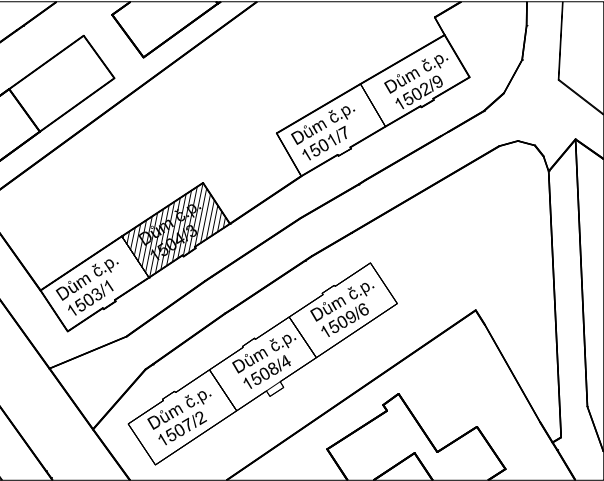 Dům č.p.
1502/9
Dům č.p.
1501/7
Dům č.p.
1504/3
Dům č.p.
1503/1
Dům č.p.
1509/6
Dům č.p.
1508/4
Dům č.p.
1507/2